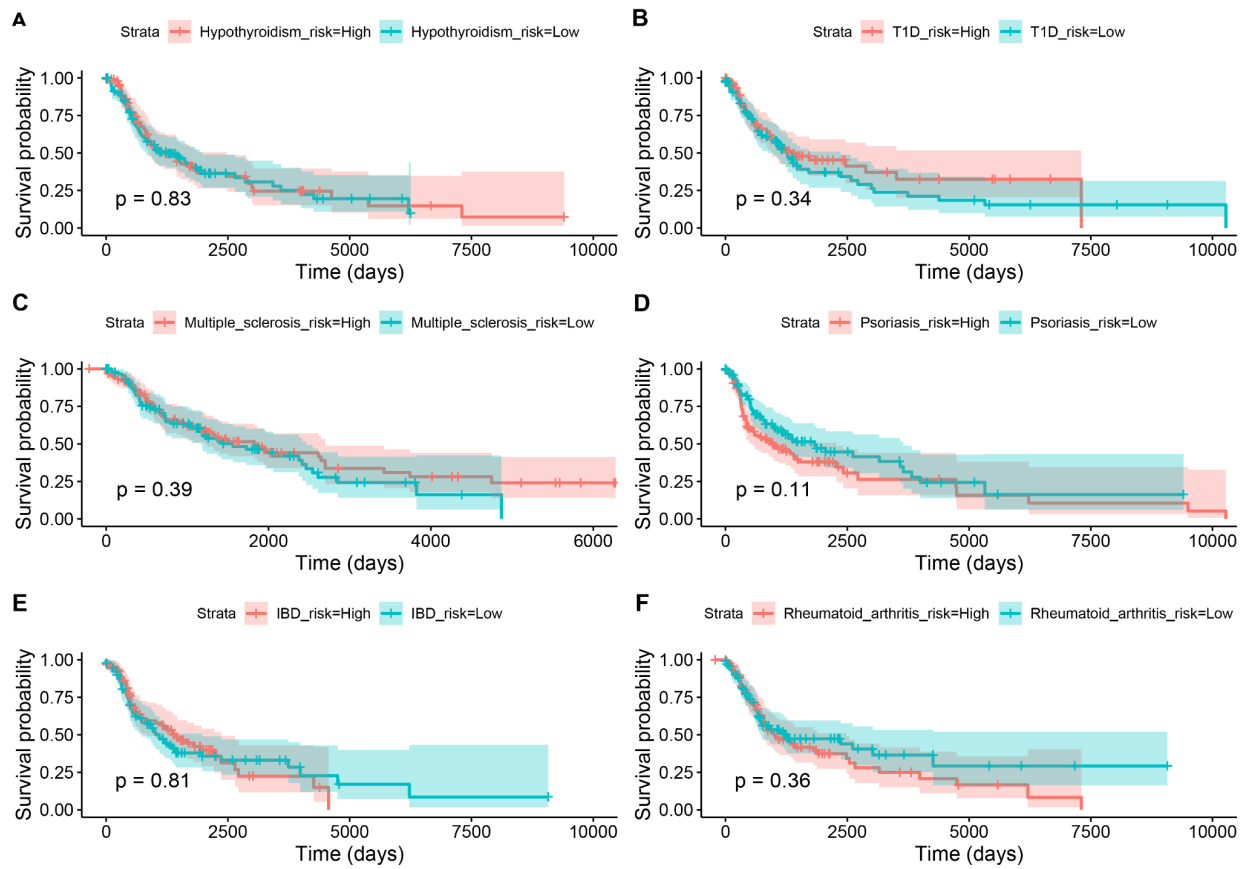 A
Strata Hypothyroidism_risk=High Hypothyroidism_risk=Low
Survival probability
1.00
0.75
0.50
0.25
0.00
p = 0.83
0 2500 5000 7500 10000
Time (days)
B
Strata T1D_risk=High T1D_risk=Low
Survival probability
1.00
0.75
0.50
0.25
0.00
p = 0.34
0 2500 5000 7500 10000
Time (days)
C
Strata Multiple_sclerosis_risk=High Multiple_sclerosis_risk=Low
Survival probability
1.00
0.75
0.50
0.25
0.00
p = 0.39
0 2000 4000 6000
Time (days)
D
Strata Psoriasis_risk=High Psoriasis_risk=Low
Survival probability
1.00
0.75
0.50
0.25
0.00
p = 0.11
0 2500 5000 7500 10000
Time (days)
E
Strata IBD_risk=High IBD_risk=Low
Survival probability
1.00
0.75
0.50
0.25
0.00
p = 0.81
0 2500 5000 7500 10000
Time (days)
F
Strata Rheumatoid_arthritis_risk=High Rheumatoid_arthritis_risk=Low
Survival probability
1.00
0.75
0.50
0.25
0.00
p = 0.36
0 2500 5000 7500 10000
Time (days)